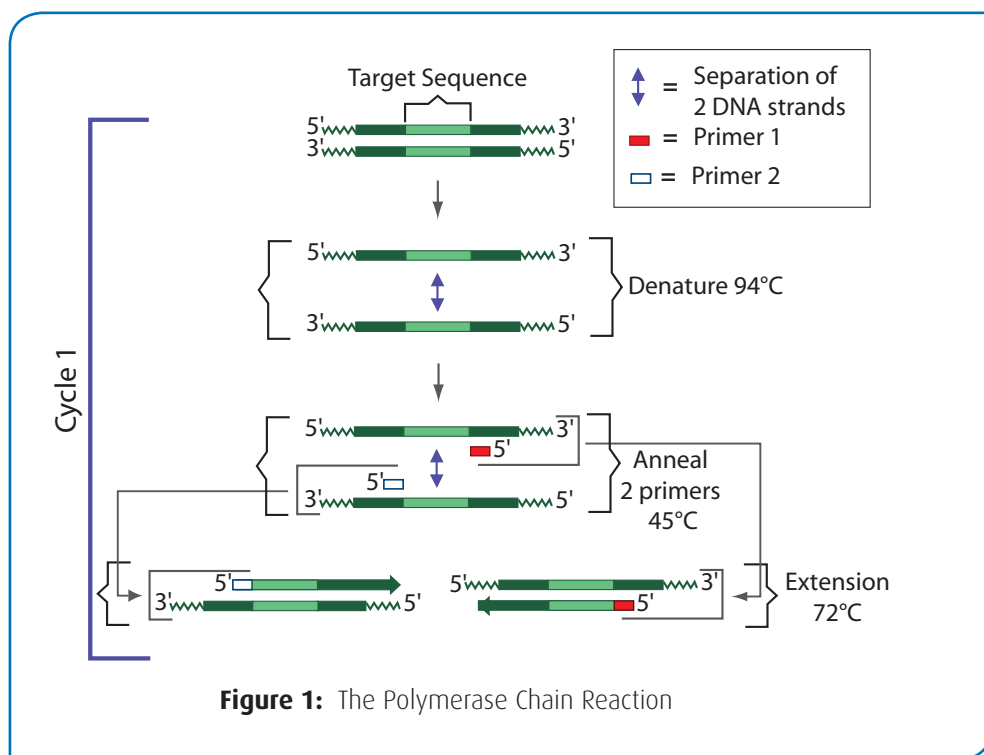 Target Sequence
5' 3'
3' 5'
= Separation of
2 DNA strands
= Primer 1
= Primer 2
5' 3'
Denature 94°C
3' 5'
Cycle 1
5' 3'
5'
5'
3' 5'
Anneal
2 primers
45°C
5'
3' 5'
5' 3'
5'
Extension
72°C
Figure 1: The Polymerase Chain Reaction